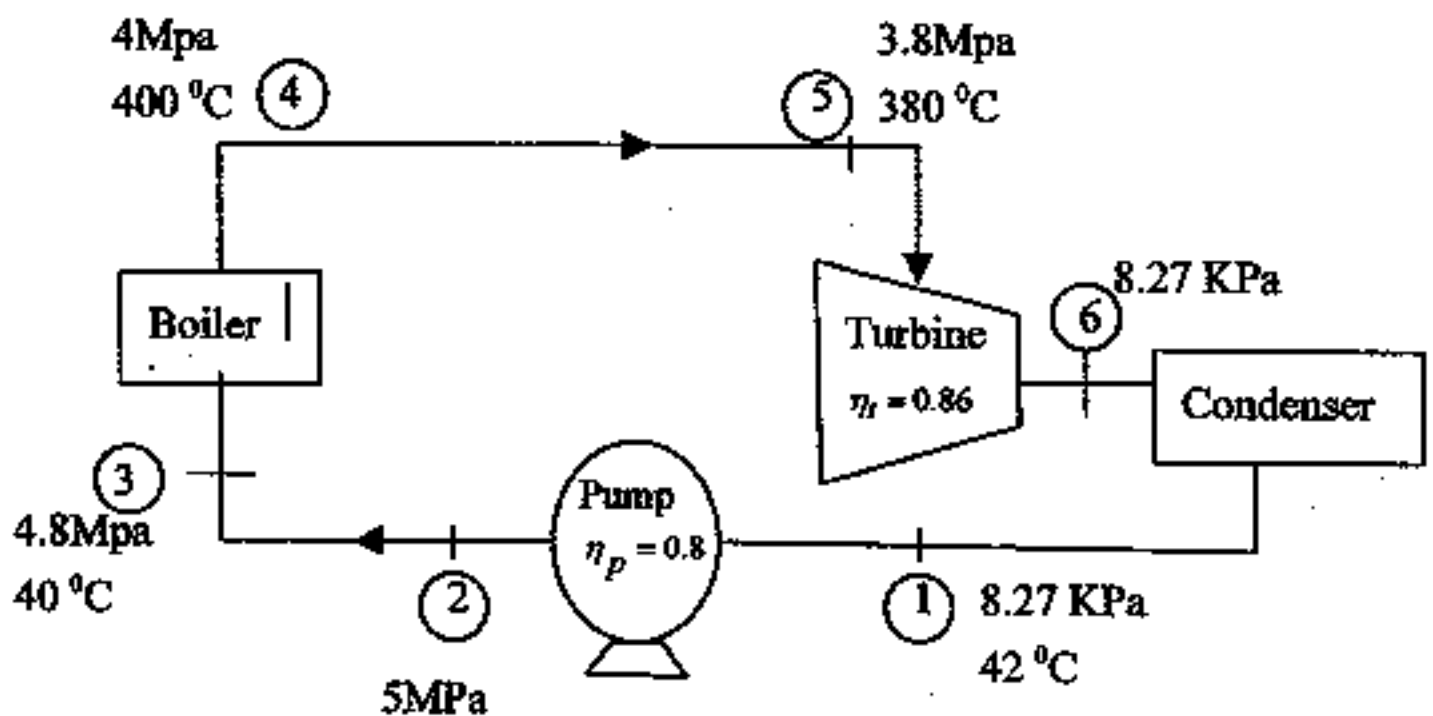 4Mpa
400 ⁰C
4
5
3.8Mpa
380 ⁰C
Boiler
Turbine
η_t = 0.86
6
8.27 KPa
Condenser
3
4.8Mpa
40 ⁰C
Pump
η_p = 0.8
2
5MPa
1
8.27 KPa
42 ⁰C